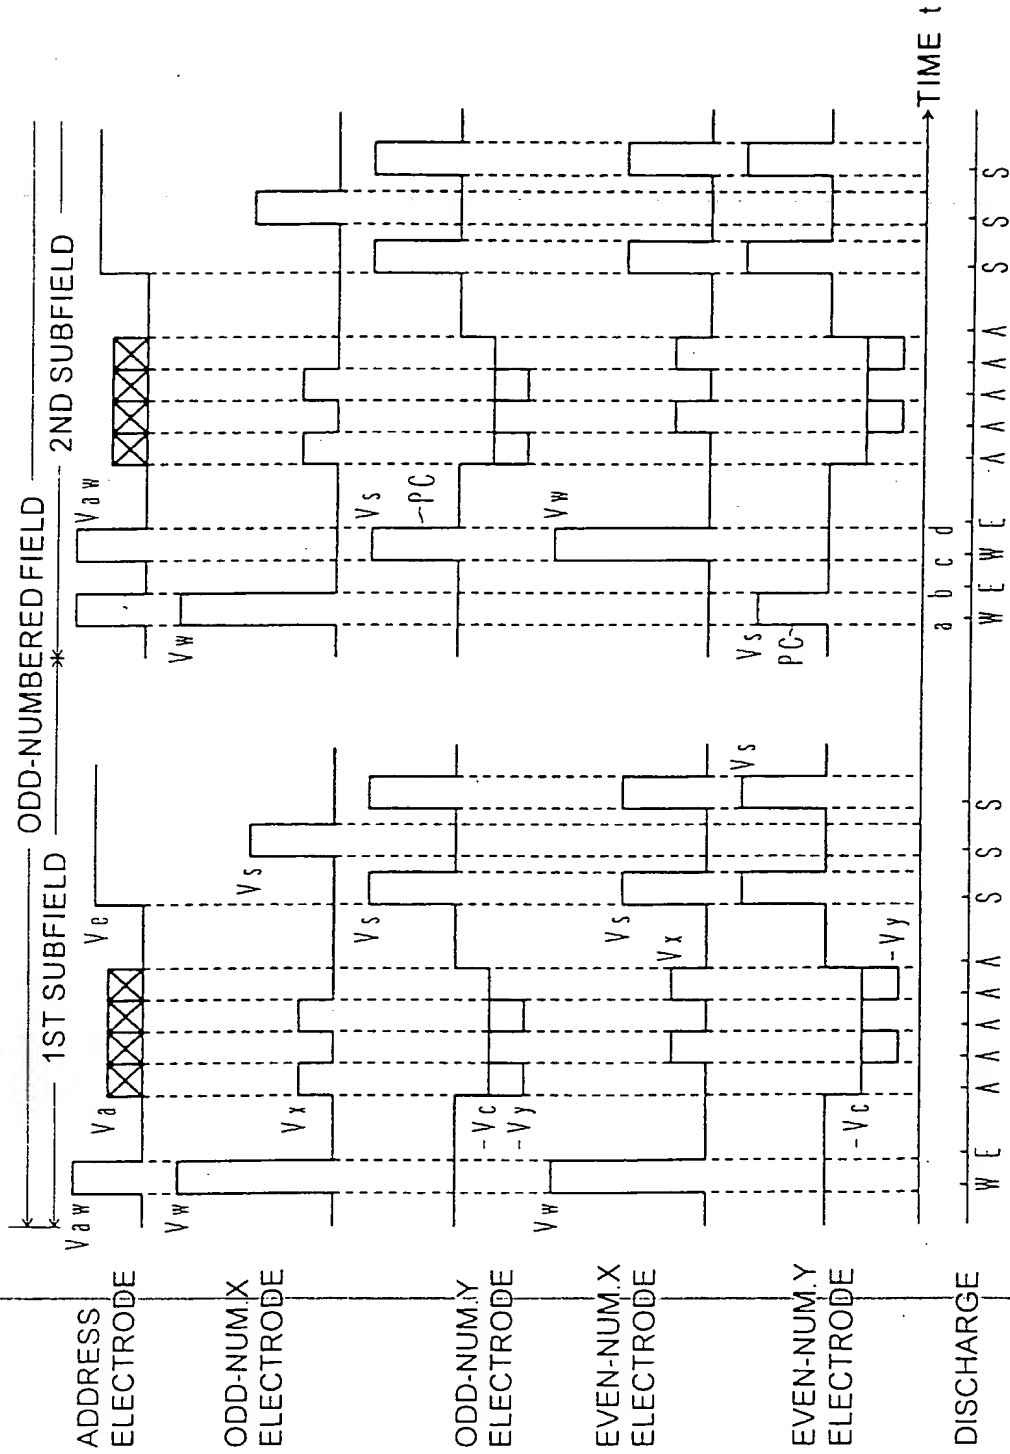 ODD-NUMBERED FIELD
1ST SUBFIELD
2ND SUBFIELD
ADDRESS
ELECTRODE
Vaw
Va
Ve
Vaw
ODD-NUM.X
ELECTRODE
Vw
Vx
Vs
Vw
ODD-NUM.Y
ELECTRODE
-Vc
-Vy
Vs
Vs
~PC
EVEN-NUM.X
ELECTRODE
Vw
Vx
Vs
Vw
EVEN-NUM.Y
ELECTRODE
-Vc
-Vy
Vs
Vs
PC~
TIME t
a b c d
DISCHARGE
W E A A A A A S S S W E W E A A A A A S S S